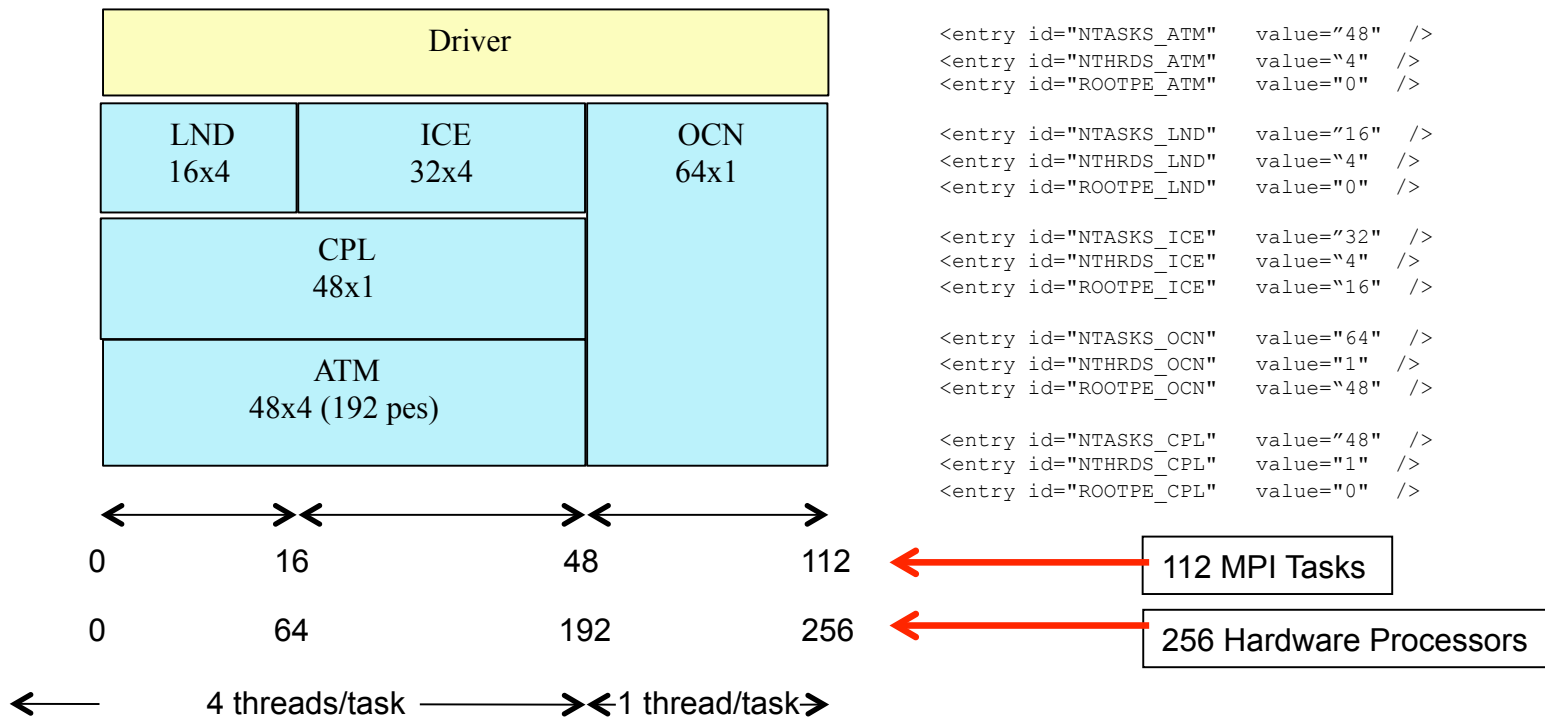 Driver
LND
16x4
ICE
32x4
OCN
64x1
CPL
48x1
ATM
48x4 (192 pes)
<entry id="NTASKS_ATM" value=”48" />
<entry id="NTHRDS_ATM" value=“4" />
<entry id="ROOTPE_ATM" value="0" />
<entry id="NTASKS_LND" value=”16" />
<entry id="NTHRDS_LND" value=“4" />
<entry id="ROOTPE_LND" value="0" />
<entry id="NTASKS_ICE" value=”32" />
<entry id="NTHRDS_ICE" value=“4" />
<entry id="ROOTPE_ICE" value=“16" />
<entry id="NTASKS_OCN" value="64" />
<entry id="NTHRDS_OCN" value="1" />
<entry id="ROOTPE_OCN" value=“48" />
<entry id="NTASKS_CPL" value=”48" />
<entry id="NTHRDS_CPL" value="1" />
<entry id="ROOTPE_CPL" value="0" />
0 16 48 112
112 MPI Tasks
0 64 192 256
256 Hardware Processors
4 threads/task
1 thread/task